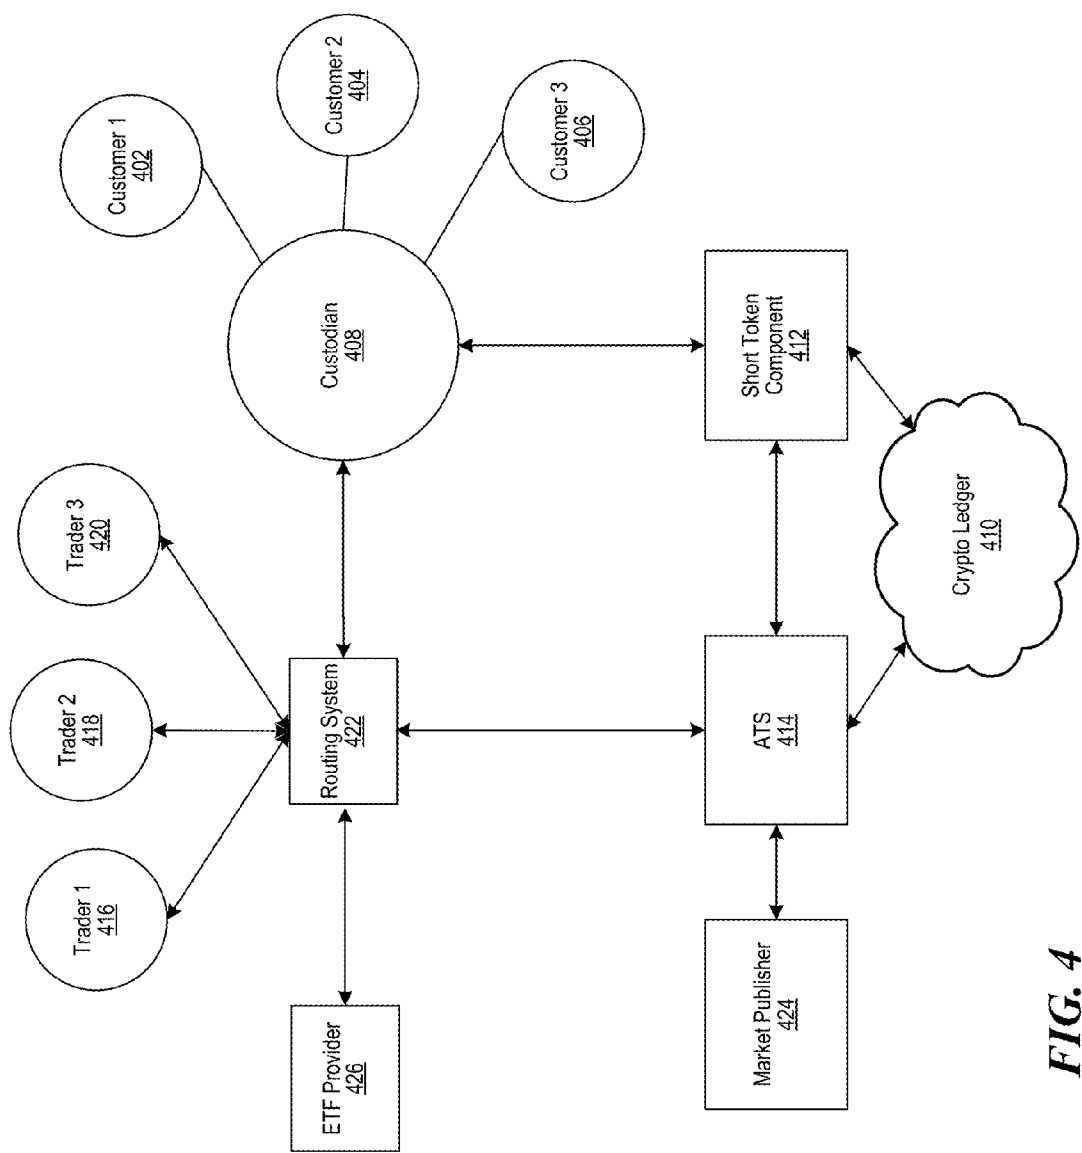 Trader 1
416
Trader 2
418
Trader 3
420
Customer 1
402
ETF Provider
426
Routing System
422
Custodian
408
Customer 2
404
Customer 3
406
Market Publisher
424
ATS
414
Short Token
Component
412
Crypto Ledger
410
FIG. 4